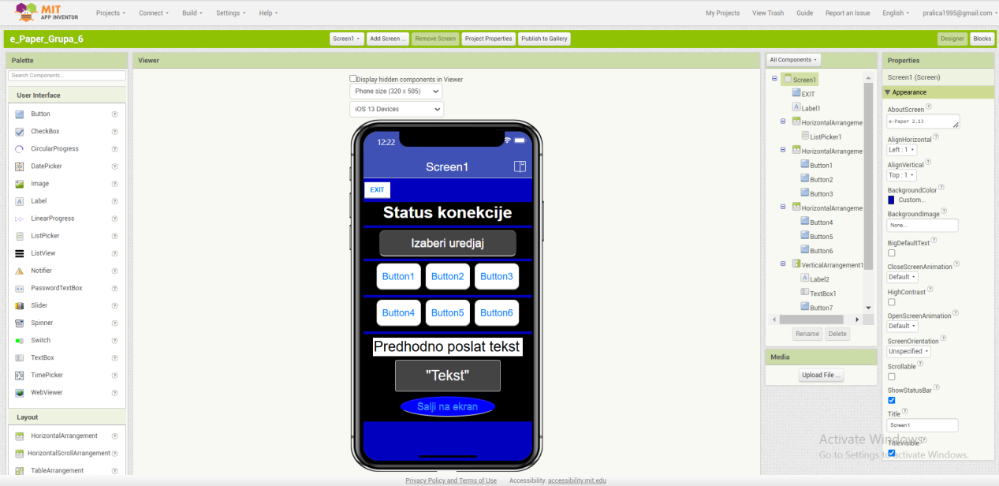 MIT
APP INVENTOR
Projects
Connect
Build
Settings
Help
My Projects
View Trash
Guide
Report an Issue
English
pralica1995@gmail.com
e_Paper_Grupa_6
Screen1
Add Screen ...
Remove Screen
Project Properties
Publish to Gallery
Designer
Blocks
Palette
Search Components...
User Interface
Button
CheckBox
CircularProgress
DatePicker
Image
Label
LinearProgress
ListPicker
ListView
Notifier
PasswordTextBox
Slider
Spinner
Switch
TextBox
TimePicker
WebViewer
Layout
HorizontalArrangement
HorizontalScrollArrangement
TableArrangement
Viewer
Display hidden components in Viewer
Phone size (320 x 505)
iOS 13 Devices
12:22
Screen1
EXIT
Status konekcije
Izaberi uredjaj
Button1 Button2 Button3
Button4 Button5 Button6
Predhodno poslat tekst
"Tekst"
Salji na ekran
All Components
Screen1
EXIT
Label1
HorizontalArrangeme
ListPicker1
HorizontalArrangeme
Button1
Button2
Button3
HorizontalArrangeme
Button4
Button5
Button6
VerticalArrangement1
Label2
TextBox1
Button7
Rename
Delete
Media
Upload File ...
Properties
Screen1 (Screen)
Appearance
AboutScreen
e-Paper 2.13
AlignHorizontal
Left : 1
AlignVertical
Top : 1
BackgroundColor
Custom...
BackgroundImage
None...
BigDefaultText
CloseScreenAnimation
Default
HighContrast
OpenScreenAnimation
Default
ScreenOrientation
Unspecified
Scrollable
ShowStatusBar
Title
Screen1
TitleVisible
Activate Windows
Go to Settings to activate Windows.
Privacy Policy and Terms of Use
Accessibility: accessibility.mit.edu